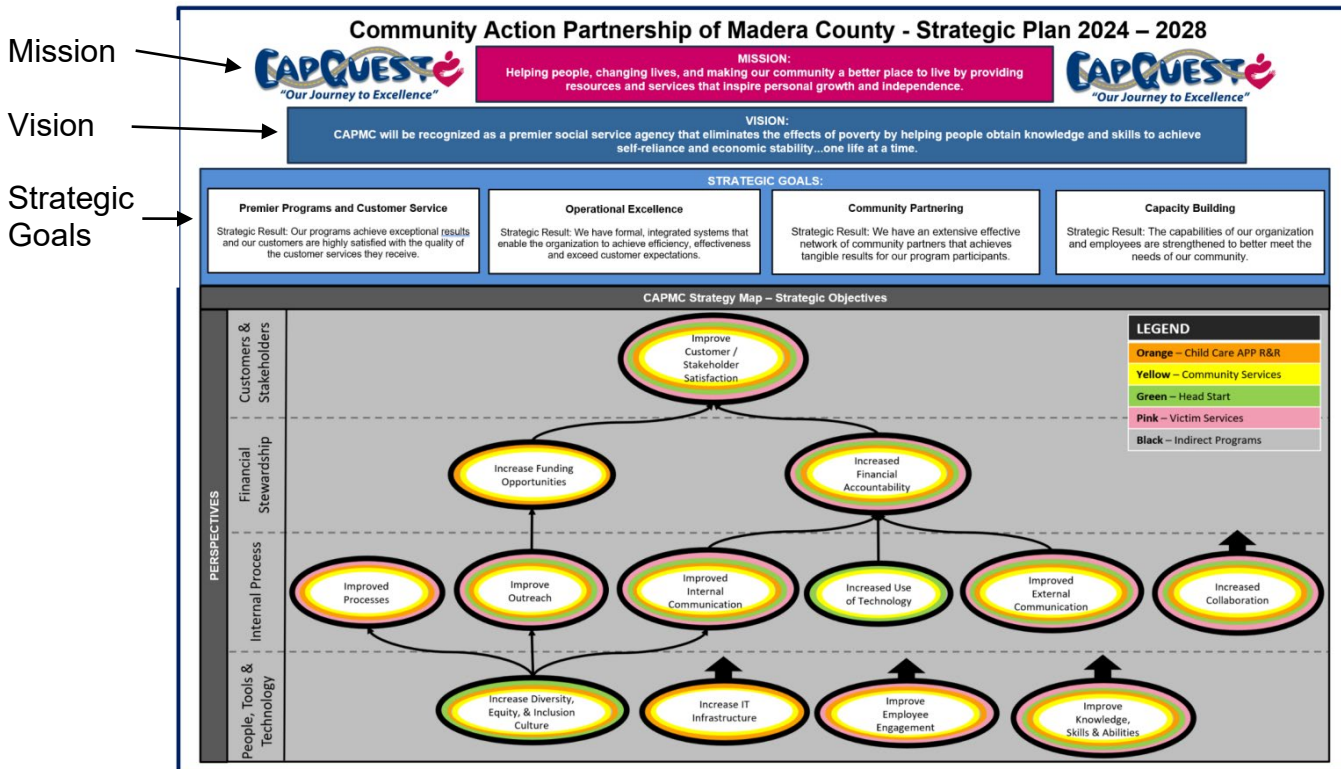 Community Action Partnership of Madera County - Strategic Plan 2024 – 2028
Mission
CAPQUEST
"Our Journey to Excellence"
MISSION:
Helping people, changing lives, and making our community a better place to live by providing
resources and services that inspire personal growth and independence.
CAPQUEST
"Our Journey to Excellence"
Vision
VISION:
CAPMC will be recognized as a premier social service agency that eliminates the effects of poverty by helping people obtain knowledge and skills to achieve
self-reliance and economic stability...one life at a time.
Strategic
Goals
STRATEGIC GOALS:
Premier Programs and Customer Service
Strategic Result: Our programs achieve exceptional results
and our customers are highly satisfied with the quality of
the customer services they receive.
Operational Excellence
Strategic Result: We have formal, integrated systems that
enable the organization to achieve efficiency, effectiveness
and exceed customer expectations.
Community Partnering
Strategic Result: We have an extensive effective
network of community partners that achieves
tangible results for our program participants.
Capacity Building
Strategic Result: The capabilities of our organization
and employees are strengthened to better meet the
needs of our community.
CAPMC Strategy Map – Strategic Objectives
PERSPECTIVES
Customers &
Stakeholders
Improve
Customer /
Stakeholder
Satisfaction
LEGEND
Orange – Child Care APP R&R
Yellow – Community Services
Green – Head Start
Pink – Victim Services
Black – Indirect Programs
Financial
Stewardship
Increase Funding
Opportunities
Increased
Financial
Accountability
Internal Process
Improved
Processes
Improve
Outreach
Improved
Internal
Communication
Increased Use
of Technology
Improved
External
Communication
Increased
Collaboration
People, Tools &
Technology
Increase Diversity,
Equity, & Inclusion
Culture
Increase IT
Infrastructure
Improve
Employee
Engagement
Improve
Knowledge,
Skills & Abilities